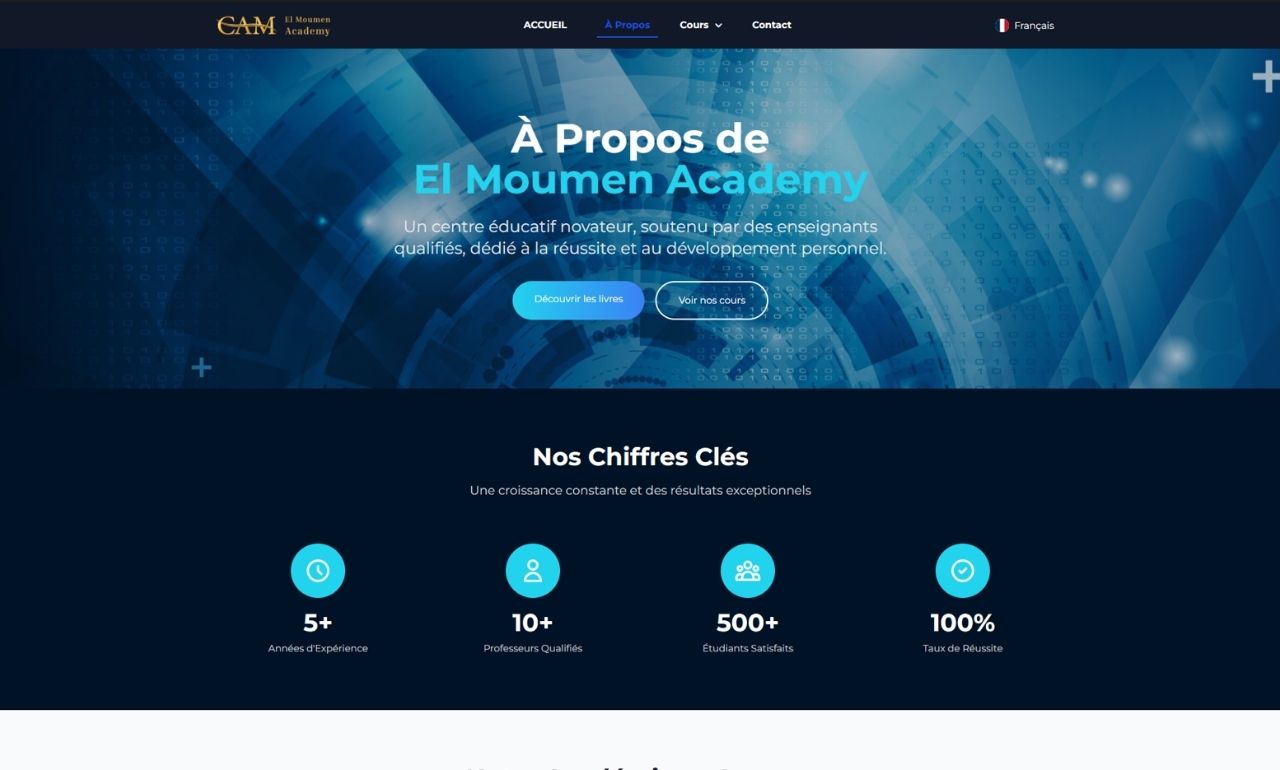 CAM
El Moumen
Academy
ACCUEIL
À Propos
Cours
Contact
Français
À Propos de
El Moumen Academy
Un centre éducatif novateur, soutenu par des enseignants
qualifiés, dédié à la réussite et au développement personnel.
Découvrir les livres
Voir nos cours
Nos Chiffres Clés
Une croissance constante et des résultats exceptionnels
5+
Années d'Expérience
10+
Professeurs Qualifiés
500+
Étudiants Satisfaits
100%
Taux de Réussite